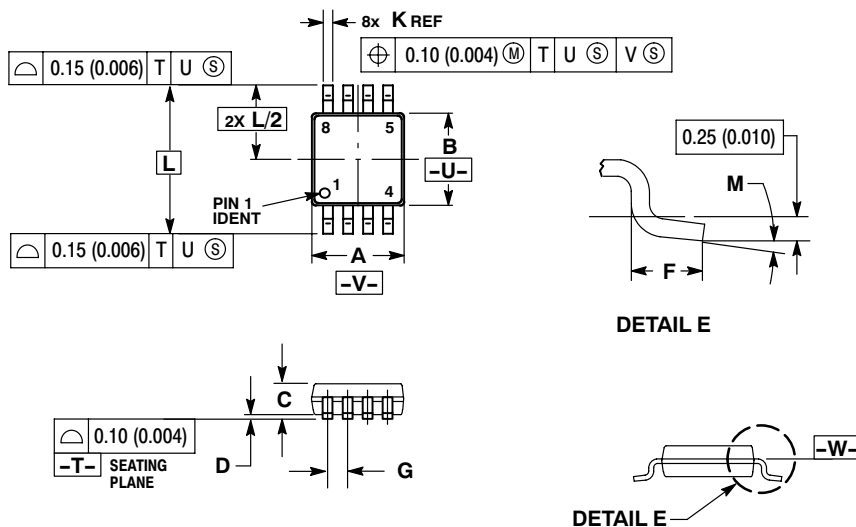 8x K REF
⌖ 0.10 (0.004) Ⓜ T U Ⓢ V Ⓢ
⌓ 0.15 (0.006) T U Ⓢ
2X L/2
8 5
B
-U-
L
PIN 1
IDENT
1
4
⌓ 0.15 (0.006) T U Ⓢ
A
-V-
0.25 (0.010)
M
F
DETAIL E
C
⌓ 0.10 (0.004)
-T- SEATING
PLANE
D
G
-W-
DETAIL E